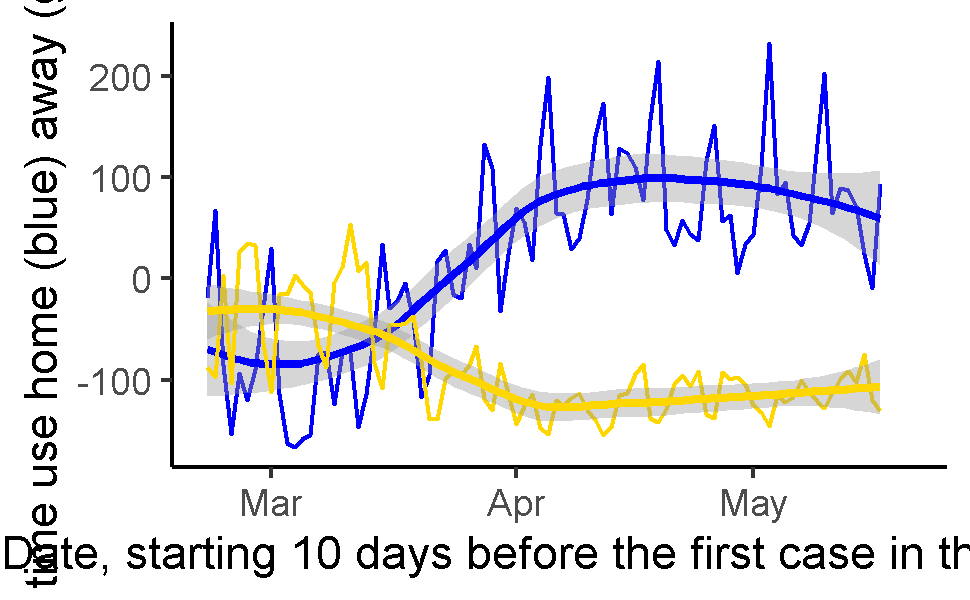 time use home (blue) away (
200
100
0
-100
Mar Apr May
Date, starting 10 days before the first case in th